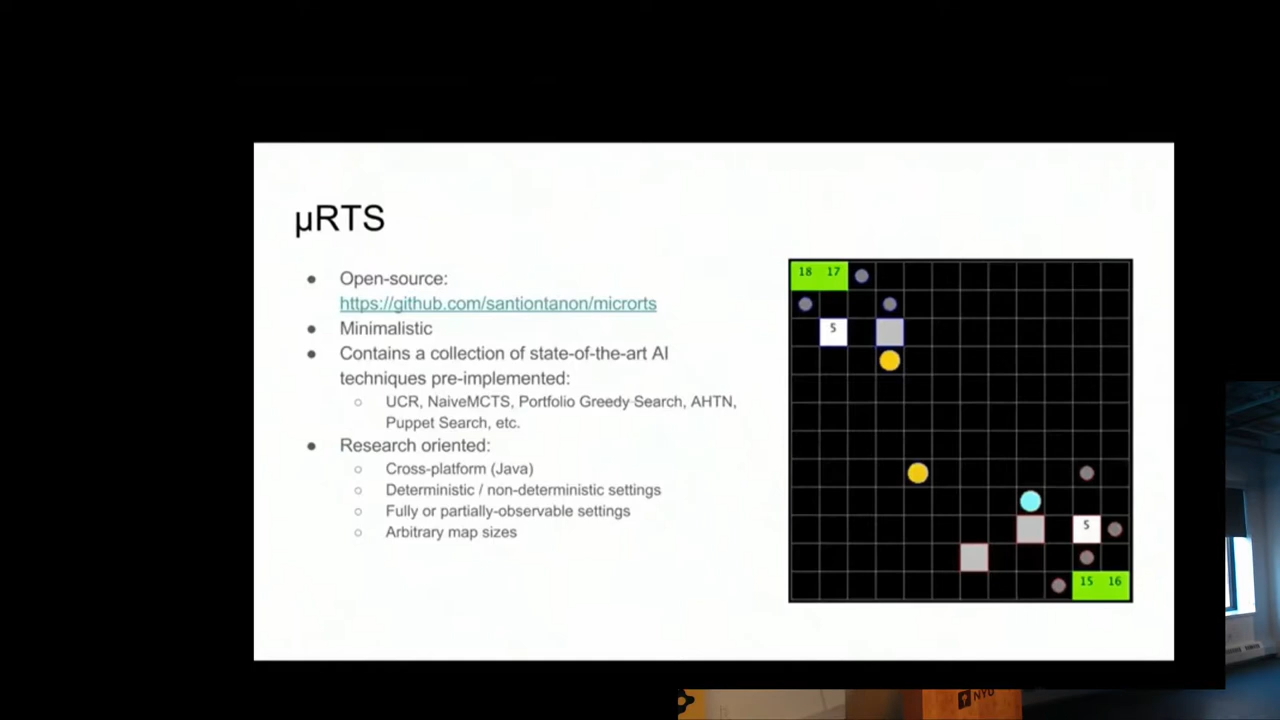 µRTS
Open-source:
https://github.com/santiontanon/microrts
Minimalistic
Contains a collection of state-of-the-art AI
techniques pre-implemented:
UCR, NaiveMCTS, Portfolio Greedy Search, AHTN,
Puppet Search, etc.
Research oriented:
Cross-platform (Java)
Deterministic / non-deterministic settings
Fully or partially-observable settings
Arbitrary map sizes
18 17
5
5
15 16
NYU